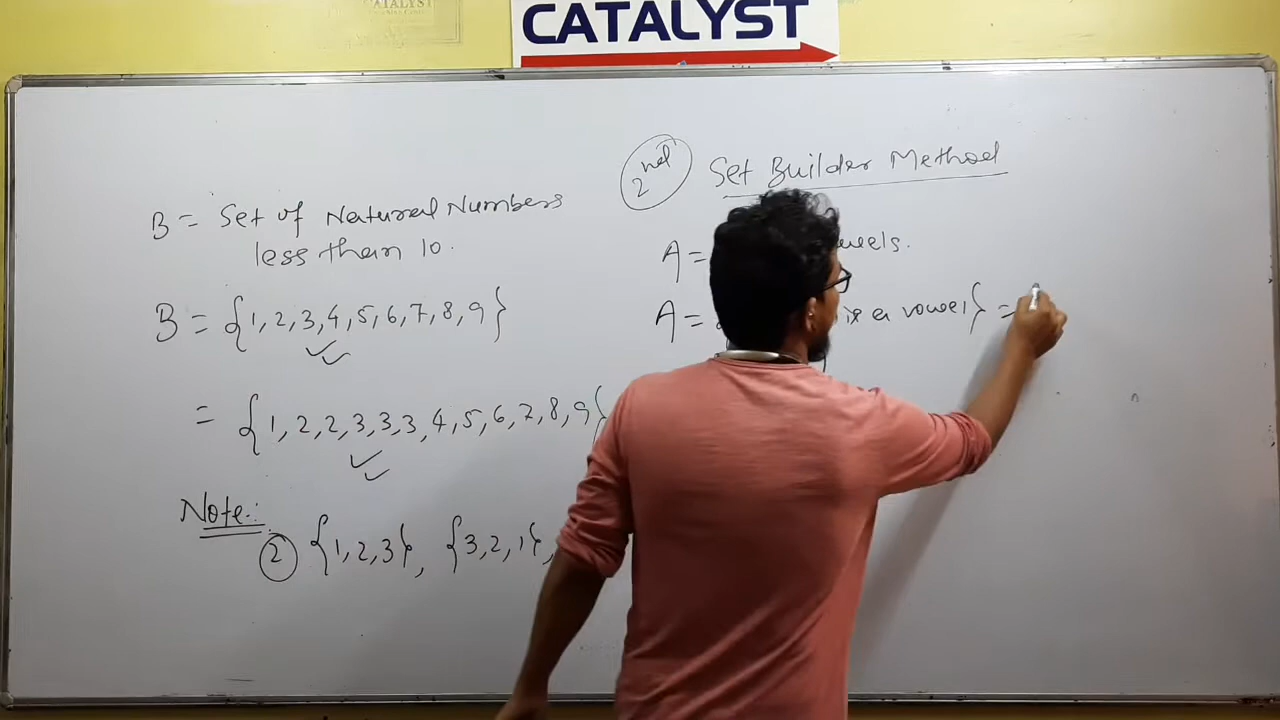 CATALYST
CATALYST
B = Set of Natural Numbers
less than 10.
B = {1,2,3,4,5,6,7,8,9}
= {1,2,2,3,3,3,4,5,6,7,8,9}
Note:
2 {1,2,3}, {3,2,1},
2nd Set Builder Method
A = vowels.
A = { is a vowel} =